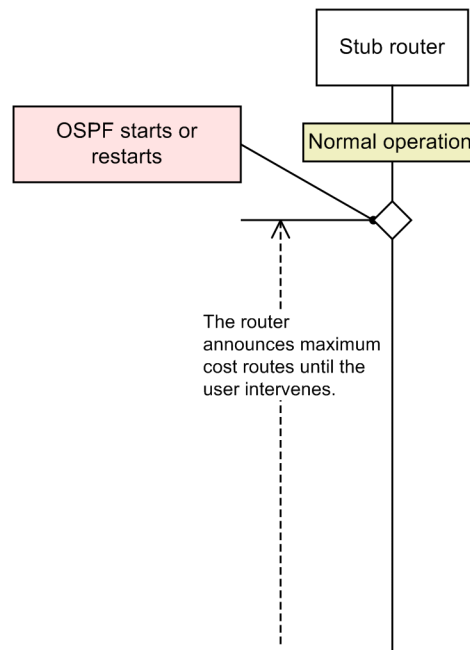 Stub router
OSPF starts or
restarts
Normal operation
The router
announces maximum
cost routes until the
user intervenes.